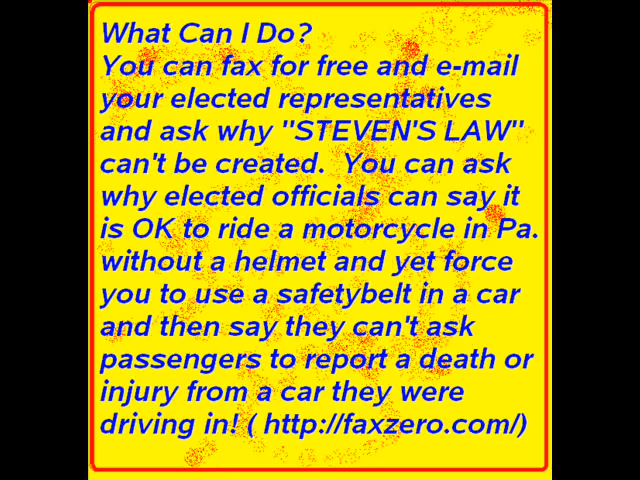 What Can I Do?
You can fax for free and e-mail
your elected representatives
and ask why "STEVEN'S LAW"
can't be created.  You can ask
why elected officials can say it
is OK to ride a motorcycle in Pa.
without a helmet and yet force
you to use a safetybelt in a car
and then say they can't ask
passengers to report a death or
injury from a car they were
driving in! ( http://faxzero.com/)